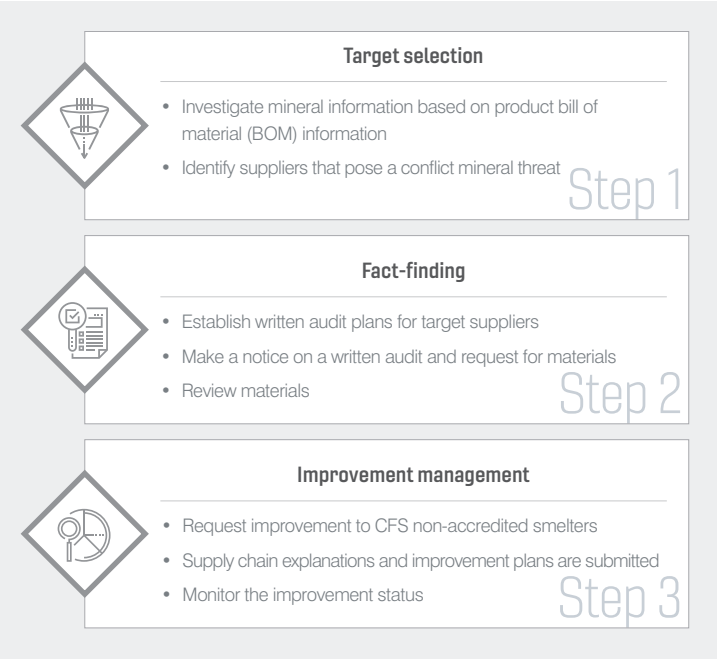 Target selection
• Investigate mineral information based on product bill of
material (BOM) information
• Identify suppliers that pose a conflict mineral threat
Step 1
Fact-finding
• Establish written audit plans for target suppliers
• Make a notice on a written audit and request for materials
• Review materials
Step 2
Improvement management
• Request improvement to CFS non-accredited smelters
• Supply chain explanations and improvement plans are submitted
• Monitor the improvement status
Step 3